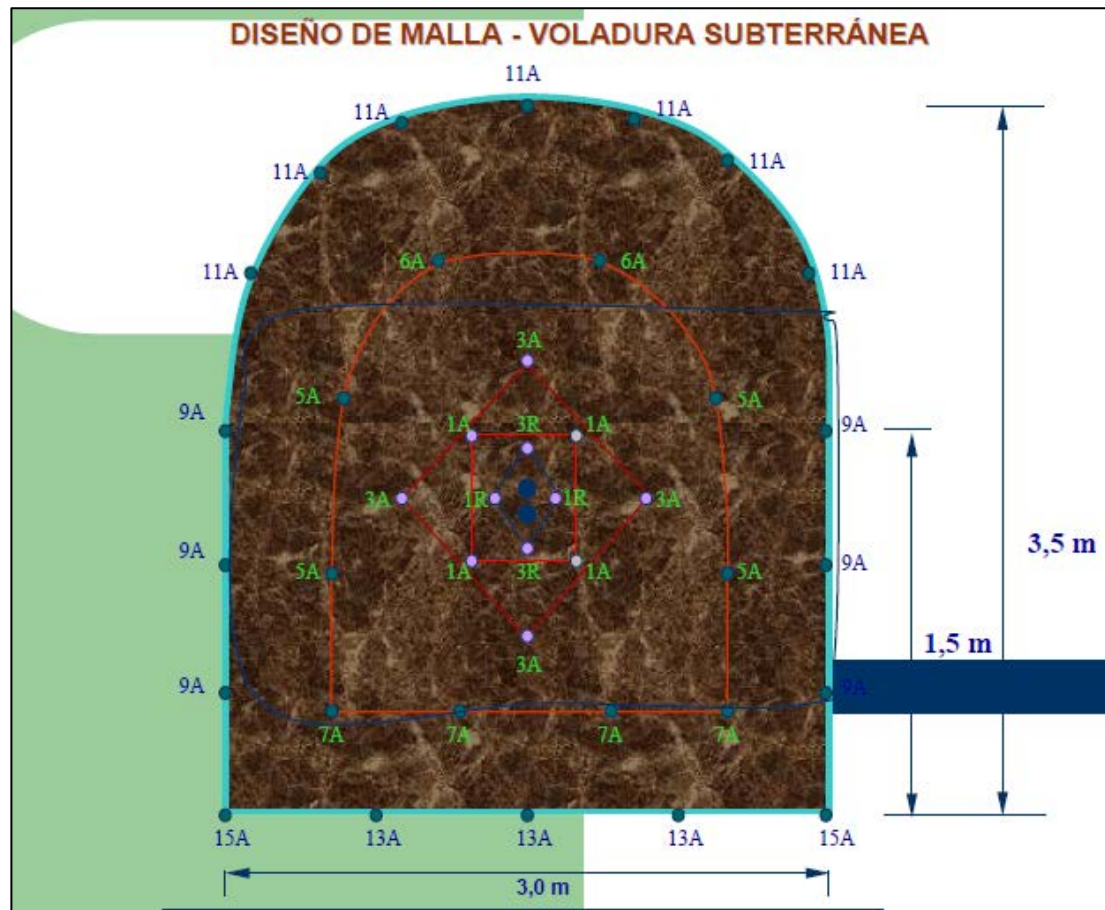 DISEÑO DE MALLA - VOLADURA SUBTERRÁNEA
11A
11A 11A
11A 11A
11A 11A
6A 6A
3A
5A 5A
9A 1A 3R 1A 9A
3A 1R 1R 3A
3,5 m
9A 5A 1A 3R 1A 5A 9A
1,5 m
3A
9A 9A
7A 7A 7A 7A
15A 13A 13A 13A 15A
3,0 m